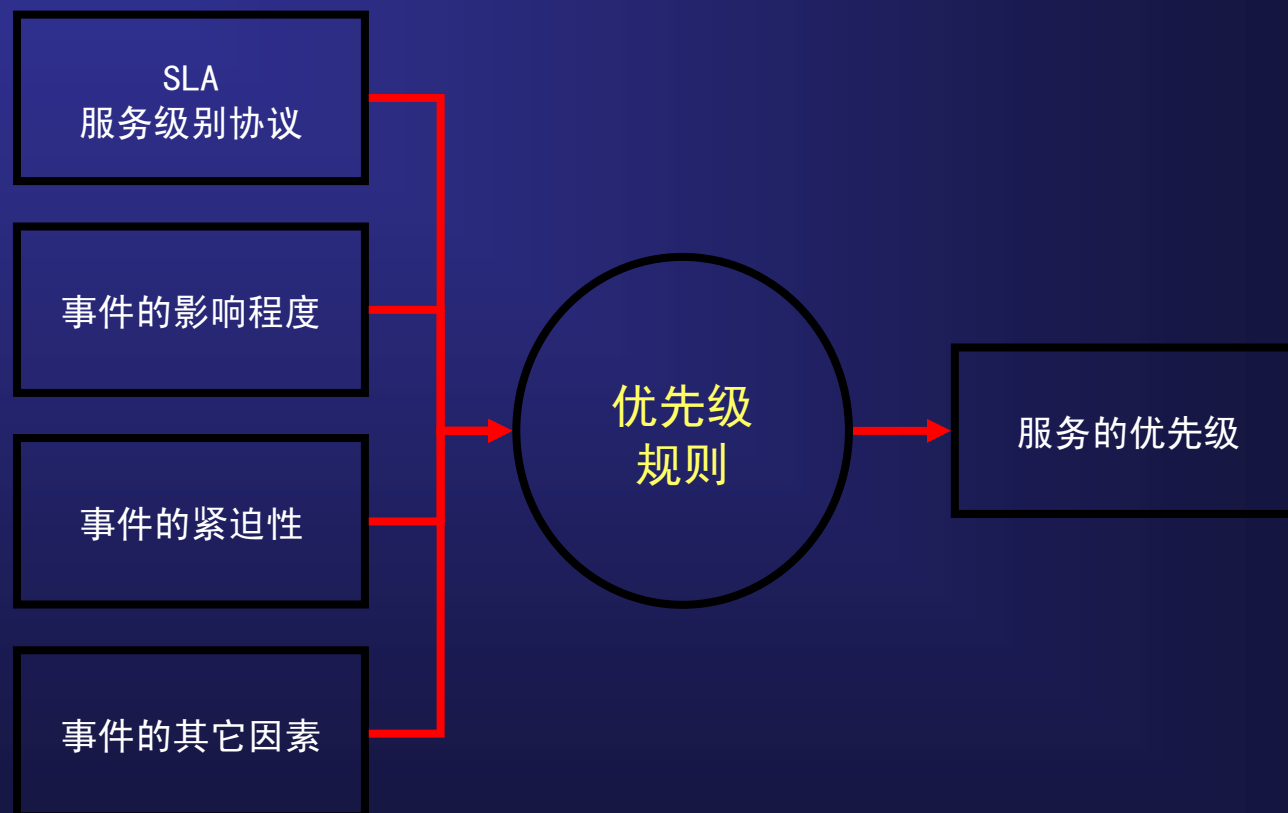 SLA
服务级别协议
事件的影响程度
事件的紧迫性
事件的其它因素
优先级
规则
服务的优先级